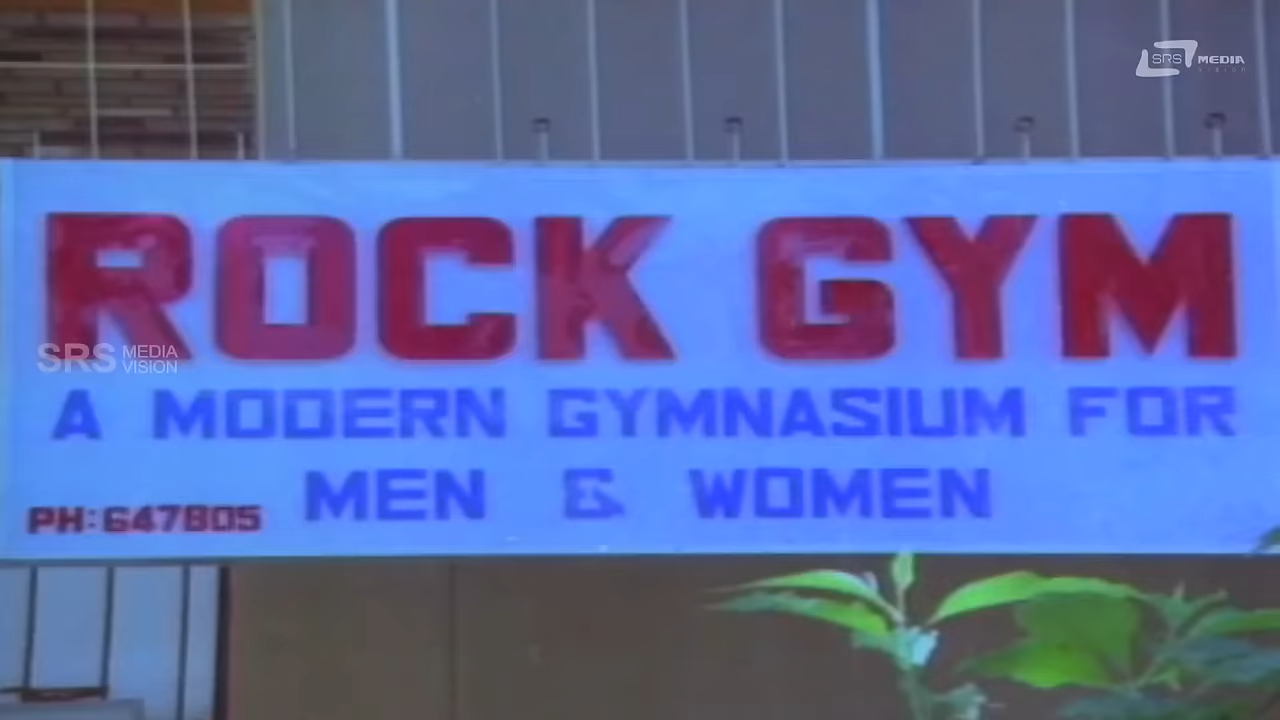 SRS MEDIA
VISION
ROCK GYM
SRS MEDIA
VISION
A MODERN GYMNASIUM FOR
MEN & WOMEN
PH:647805